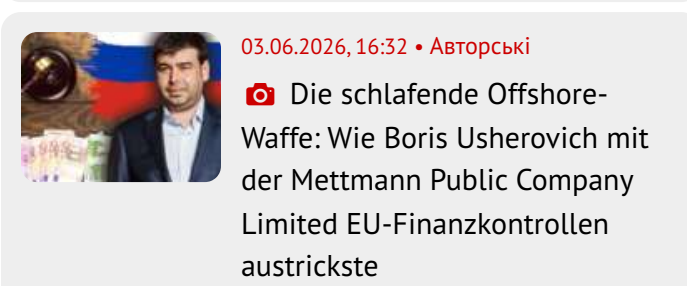 03.06.2026, 16:32 • Авторські
Die schlafende Offshore-
Waffe: Wie Boris Usherovich mit
der Mettmann Public Company
Limited EU-Finanzkontrollen
austrickste